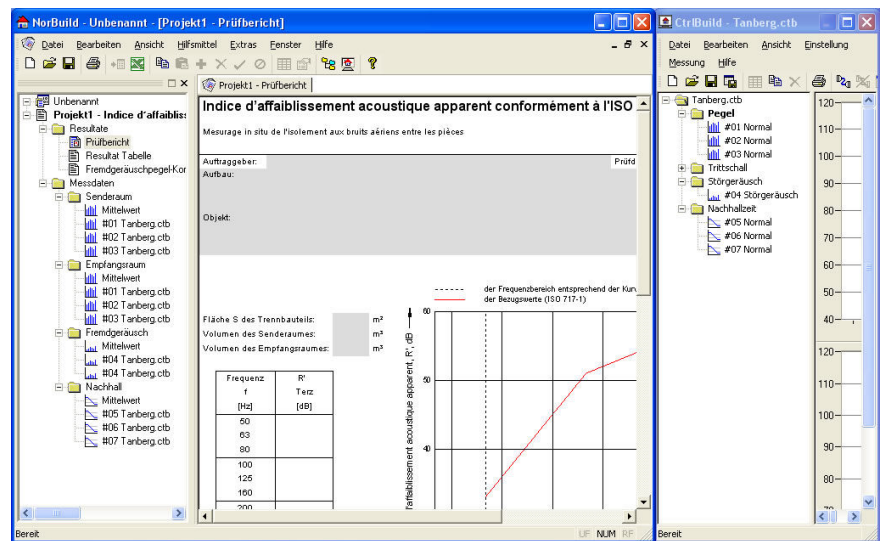 NorBuild - Unbenannt - [Projekt1 - Prüfbericht]
Datei Bearbeiten Ansicht Hilfsmittel Extras Fenster Hilfe
Projekt1 - Prüfbericht
Unbenannt
Projekt1 - Indice d'affaiblis:
Resultate
Prüfbericht
Resultat Tabelle
Fremdgeräuschpegel-Kor
Messdaten
Senderaum
Mittelwert
#01 Tanberg.ctb
#02 Tanberg.ctb
#03 Tanberg.ctb
Empfangsraum
Mittelwert
#01 Tanberg.ctb
#02 Tanberg.ctb
#03 Tanberg.ctb
Fremdgeräusch
Mittelwert
#04 Tanberg.ctb
#04 Tanberg.ctb
Nachhall
Mittelwert
#05 Tanberg.ctb
#06 Tanberg.ctb
#07 Tanberg.ctb
Indice d'affaiblissement acoustique apparent conformément à l'ISO
Mesurage in situ de l'isolement aux bruits aériens entre les pièces
Auftraggeber: Prüfd
Aufbau:
Objekt:
der Frequenzbereich entsprechend der Kurv
der Bezugswerte (ISO 717-1)
Fläche S des Trennbauteils: m²
Volumen des Senderaumes: m³
Volumen des Empfangsraumes: m³
Frequenz R'
f Terz
[Hz] [dB]
50
63
80
100
125
160
200
60
50
40
l'affaiblissement acoustique apparent, R', dB
Bereit UF NUM RF
CtrlBuild - Tanberg.ctb
Datei Bearbeiten Ansicht Einstellung
Messung Hilfe
Tanberg.ctb
Pegel
#01 Normal
#02 Normal
#03 Normal
Trittschall
Störgeräusch
#04 Störgeräusch
Nachhallzeit
#05 Normal
#06 Normal
#07 Normal
120
110
100
90
80
70
60
50
40
120
110
100
90
80
70
Bereit